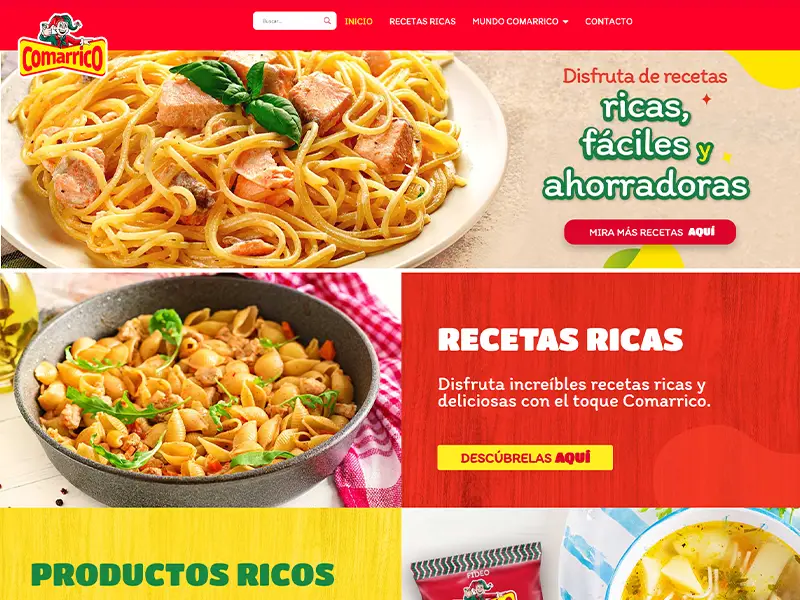 Comarrico
Buscar...
INICIO
RECETAS RICAS
MUNDO COMARRICO
CONTACTO
Disfruta de recetas
ricas,
fáciles y
ahorradoras
MIRA MÁS RECETAS AQUÍ
RECETAS RICAS
Disfruta increíbles recetas ricas y
deliciosas con el toque Comarrico.
DESCÚBRELAS AQUÍ
PRODUCTOS RICOS
FIDEO
Comarrico